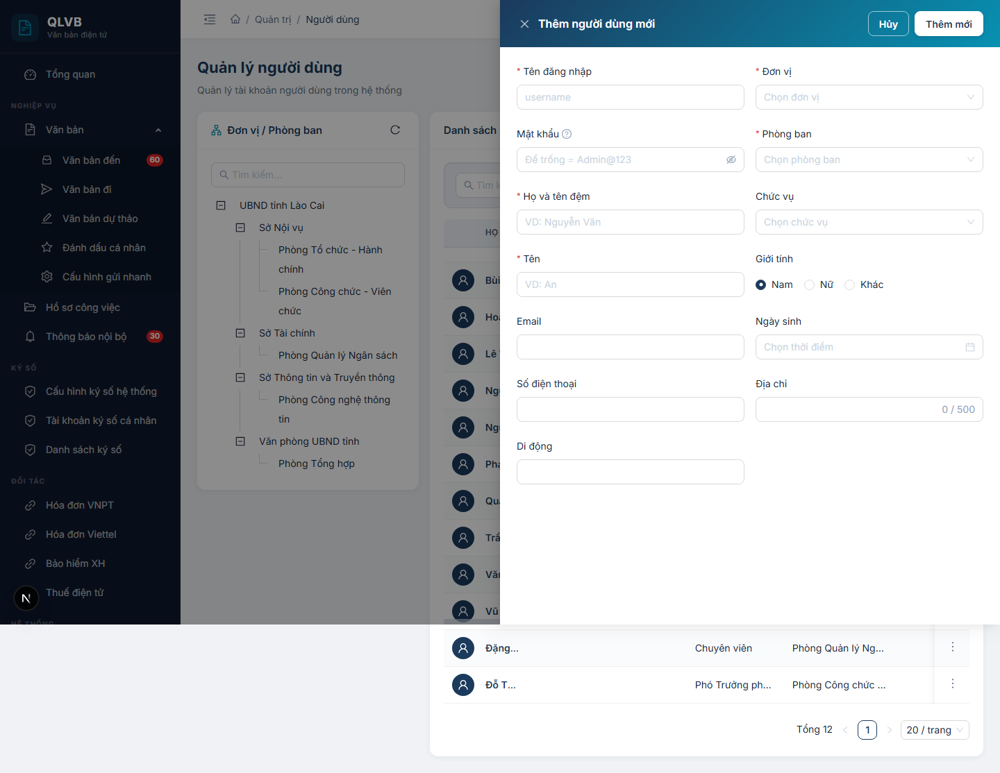 QLVB
Văn bản điện tử
Tổng quan
NGHIỆP VỤ
Văn bản
Văn bản đến 60
Văn bản đi
Văn bản dự thảo
Đánh dấu cá nhân
Cấu hình gửi nhanh
Hồ sơ công việc
Thông báo nội bộ 30
KÝ SỐ
Cấu hình ký số hệ thống
Tài khoản ký số cá nhân
Danh sách ký số
ĐỐI TÁC
Hóa đơn VNPT
Hóa đơn Viettel
Bảo hiểm XH
Thuế điện tử
HỆ THỐNG
N
/ Quản trị / Người dùng
Quản lý người dùng
Quản lý tài khoản người dùng trong hệ thống
Đơn vị / Phòng ban
Tìm kiếm...
UBND tỉnh Lào Cai
Sở Nội vụ
Phòng Tổ chức - Hành
chính
Phòng Công chức - Viên
chức
Sở Tài chính
Phòng Quản lý Ngân sách
Sở Thông tin và Truyền thông
Phòng Công nghệ thông
tin
Văn phòng UBND tỉnh
Phòng Tổng hợp
Danh sách
Tìm k
HỌ
Bùi
Hoà
Lê
Ngu
Ngu
Phạ
Quả
Trầ
Văn
Vũ
Đặng... Chuyên viên Phòng Quản lý Ng...
Đỗ T... Phó Trưởng ph... Phòng Công chức ...
Tổng 12 1 20 / trang
Thêm người dùng mới
Hủy
Thêm mới
* Tên đăng nhập
username
* Đơn vị
Chọn đơn vị
Mật khẩu
Để trống = Admin@123
* Phòng ban
Chọn phòng ban
* Họ và tên đệm
VD: Nguyễn Văn
Chức vụ
Chọn chức vụ
* Tên
VD: An
Giới tính
Nam Nữ Khác
Email
Ngày sinh
Chọn thời điểm
Số điện thoại
Địa chỉ
0 / 500
Di động